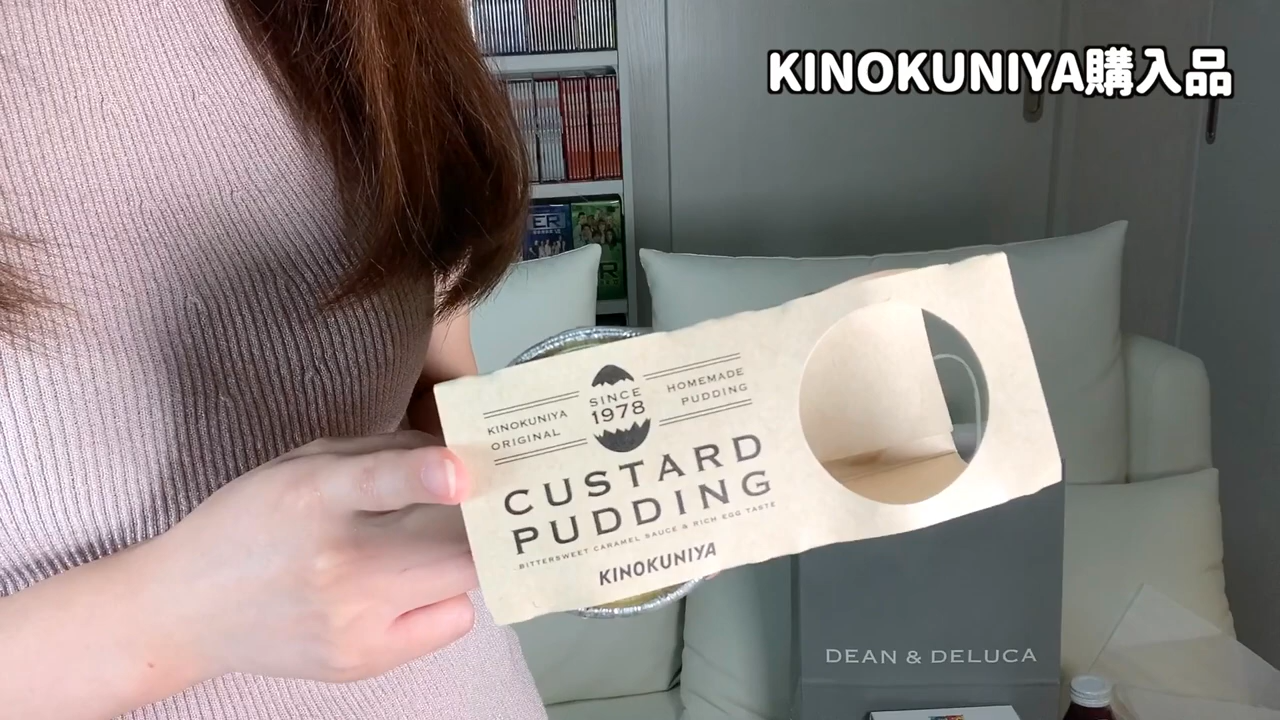 KINOKUNIYA購入品
ER
KINOKUNIYA
ORIGINAL
SINCE
1978
HOMEMADE
PUDDING
CUSTARD
PUDDING
BITTERSWEET CARAMEL SAUCE & RICH EGG TASTE
KINOKUNIYA
DEAN & DELUCA